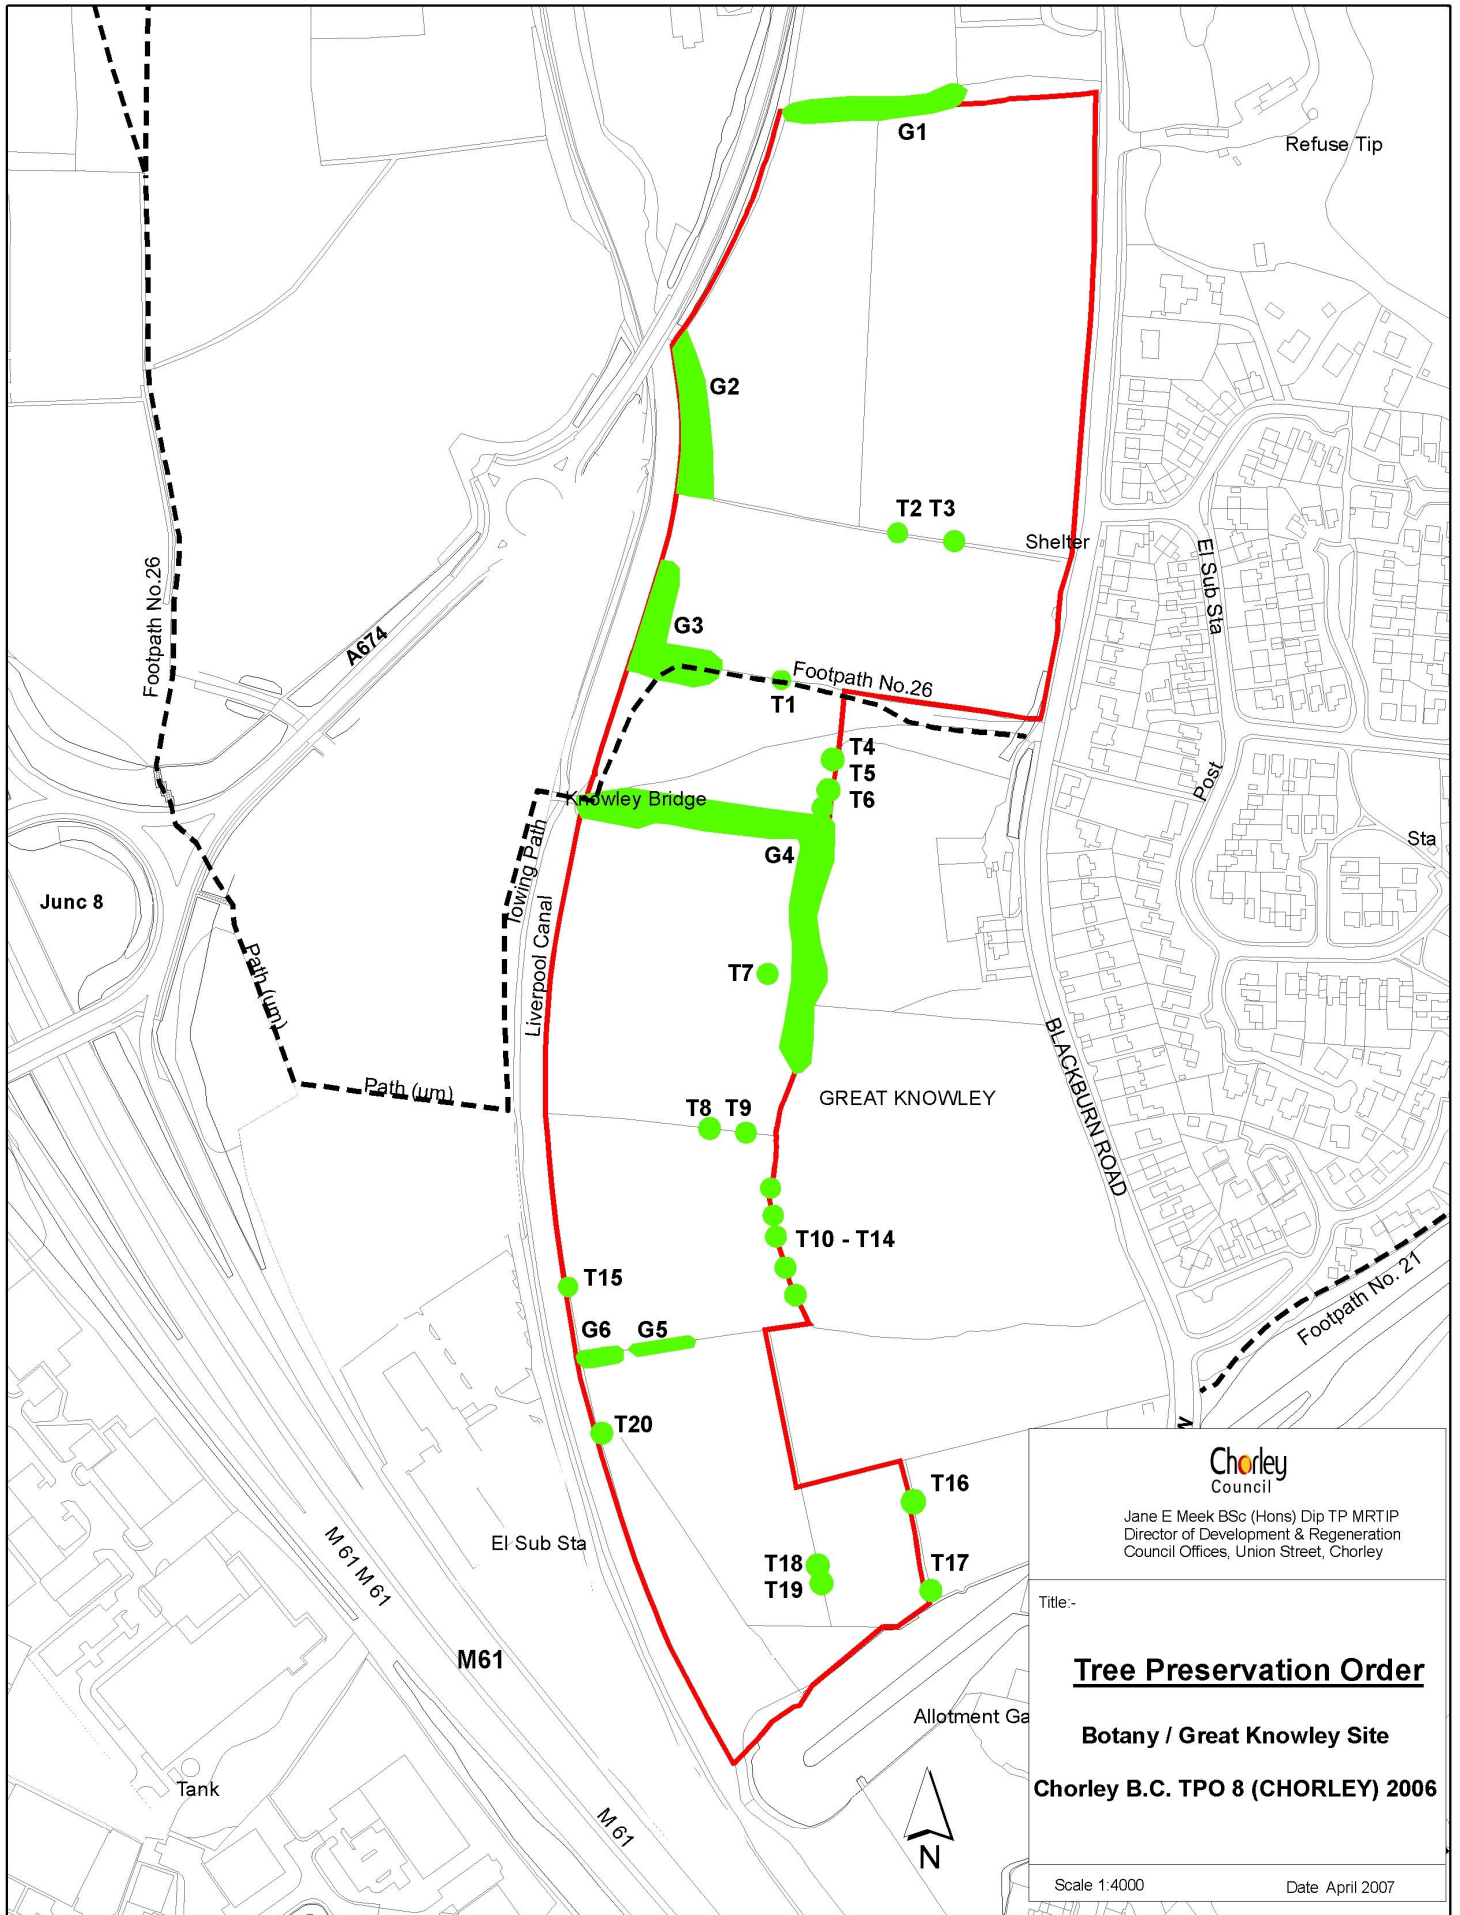 G1
Refuse Tip
G2
T2 T3
Shelter
El Sub Sta
Footpath No.26
A674
G3
Footpath No.26
T1
T4
T5
T6
Knowley Bridge
Post
G4
Sta
Towing Path
Junc 8
Liverpool Canal
Path (um)
T7
BLACKBURN ROAD
Path (um)
GREAT KNOWLEY
T8 T9
T10 - T14
T15
G6 G5
Footpath No. 21
T20
T16
El Sub Sta
M 61 M 61
T18
T17
T19
M61
Allotment Ga
Tank
M 61
N
Chorley
Council
Jane E Meek BSc (Hons) Dip TP MRTIP
Director of Development & Regeneration
Council Offices, Union Street, Chorley
Title:-
Tree Preservation Order
Botany / Great Knowley Site
Chorley B.C. TPO 8 (CHORLEY) 2006
Scale 1:4000
Date April 2007